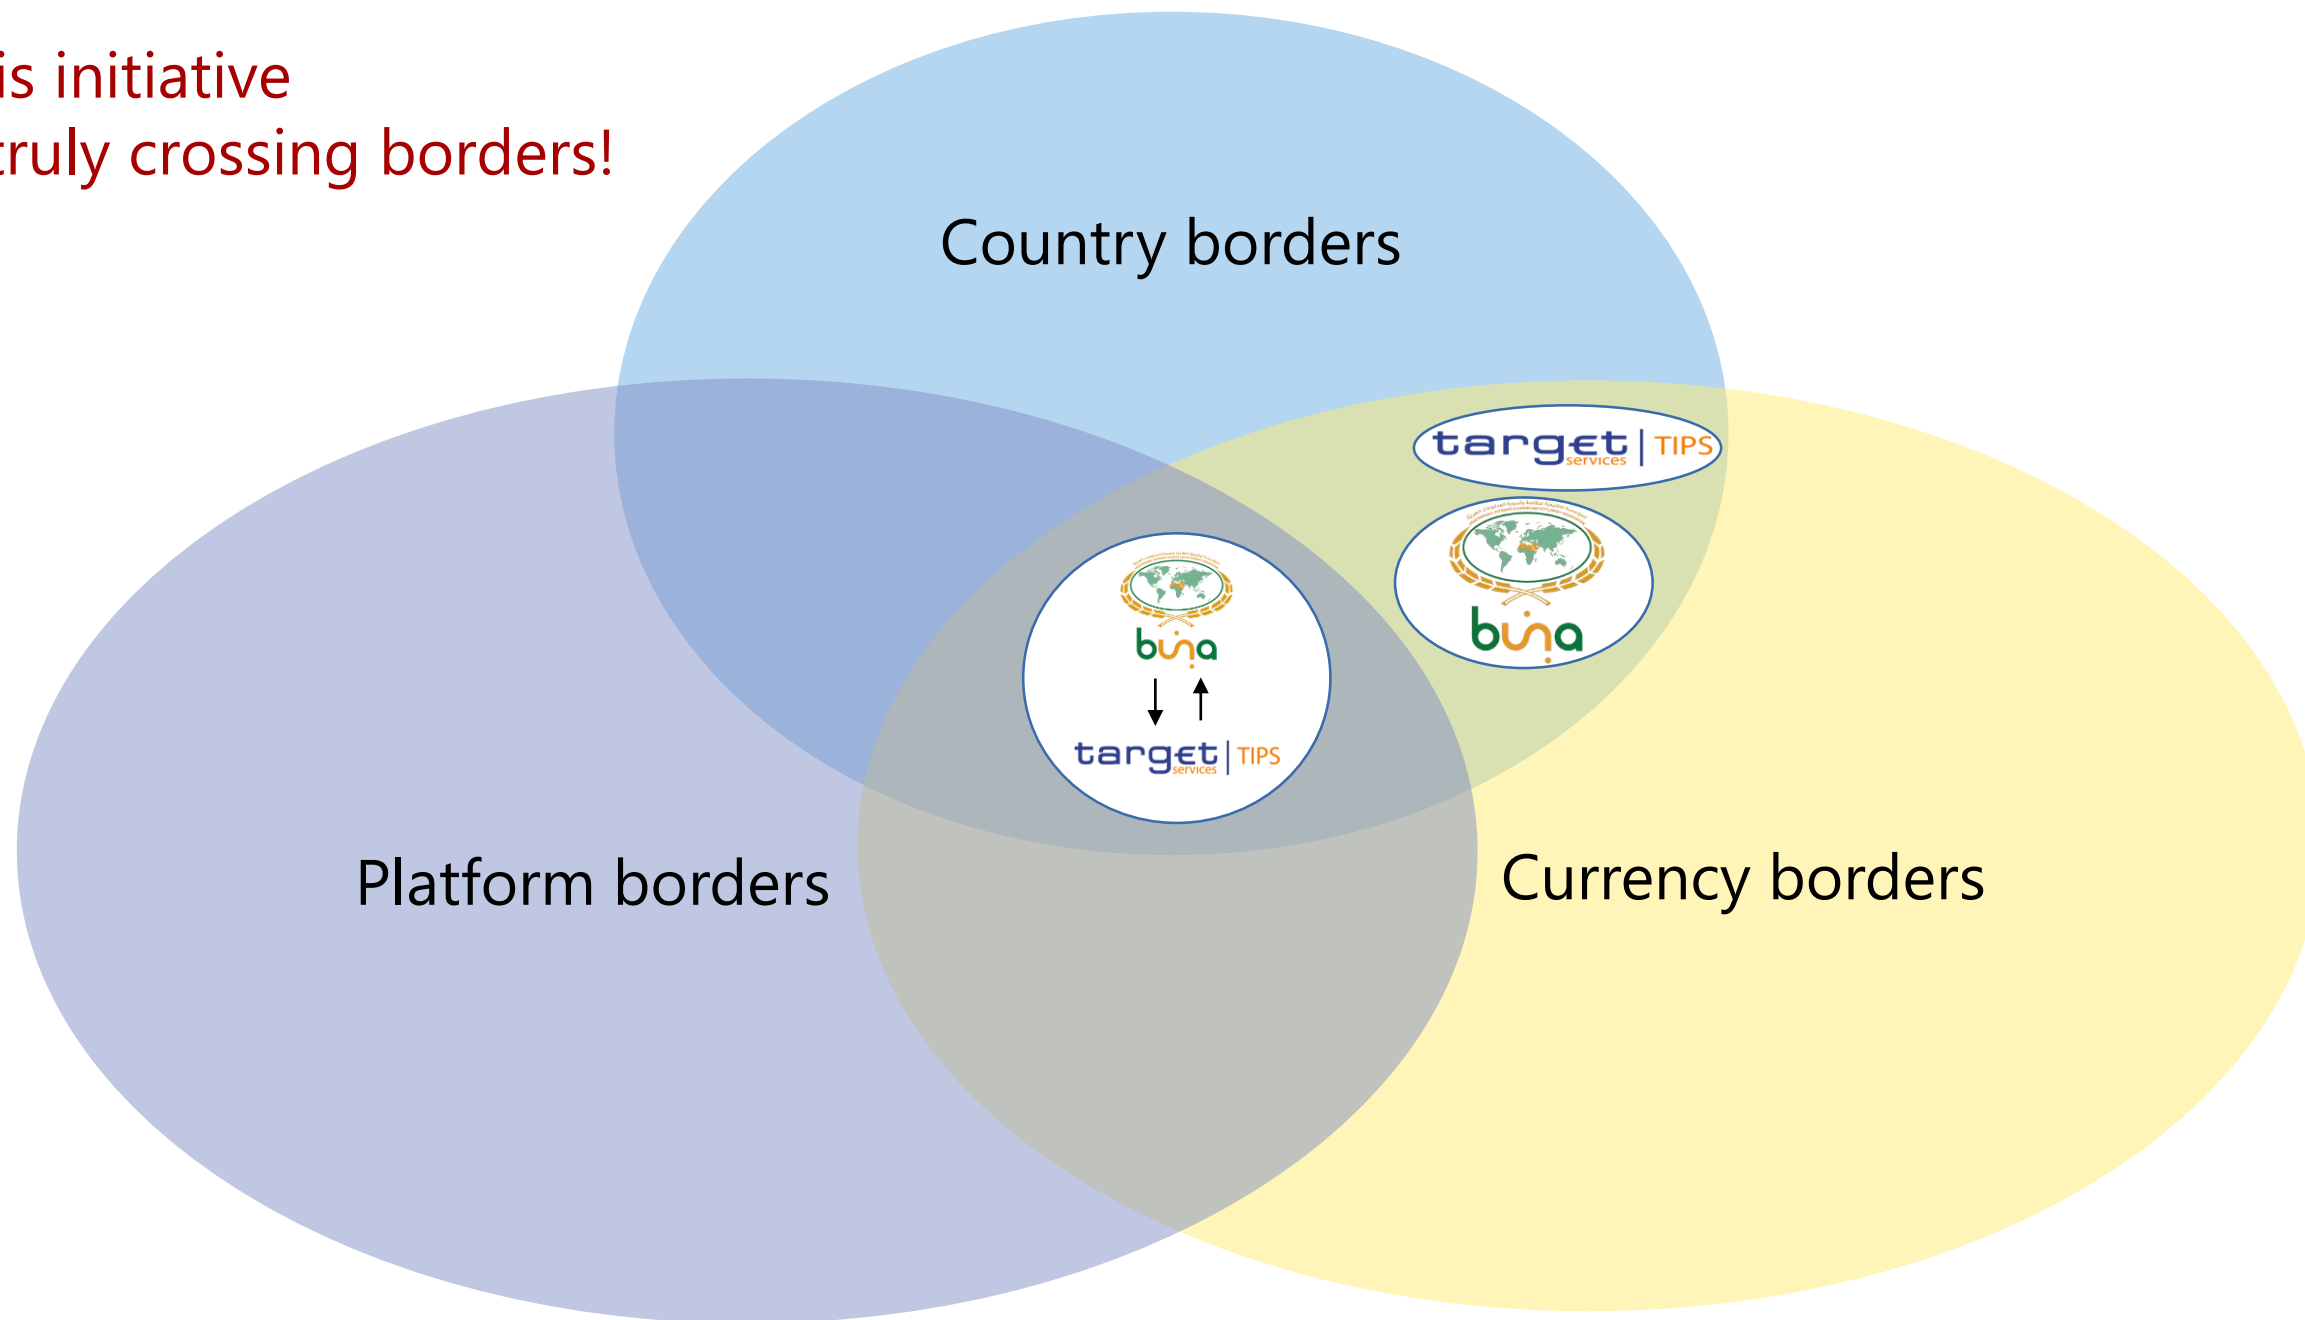 is initiative
truly crossing borders!
Country borders
target | TIPS
services
buna
buna
target | TIPS
services
Platform borders
Currency borders